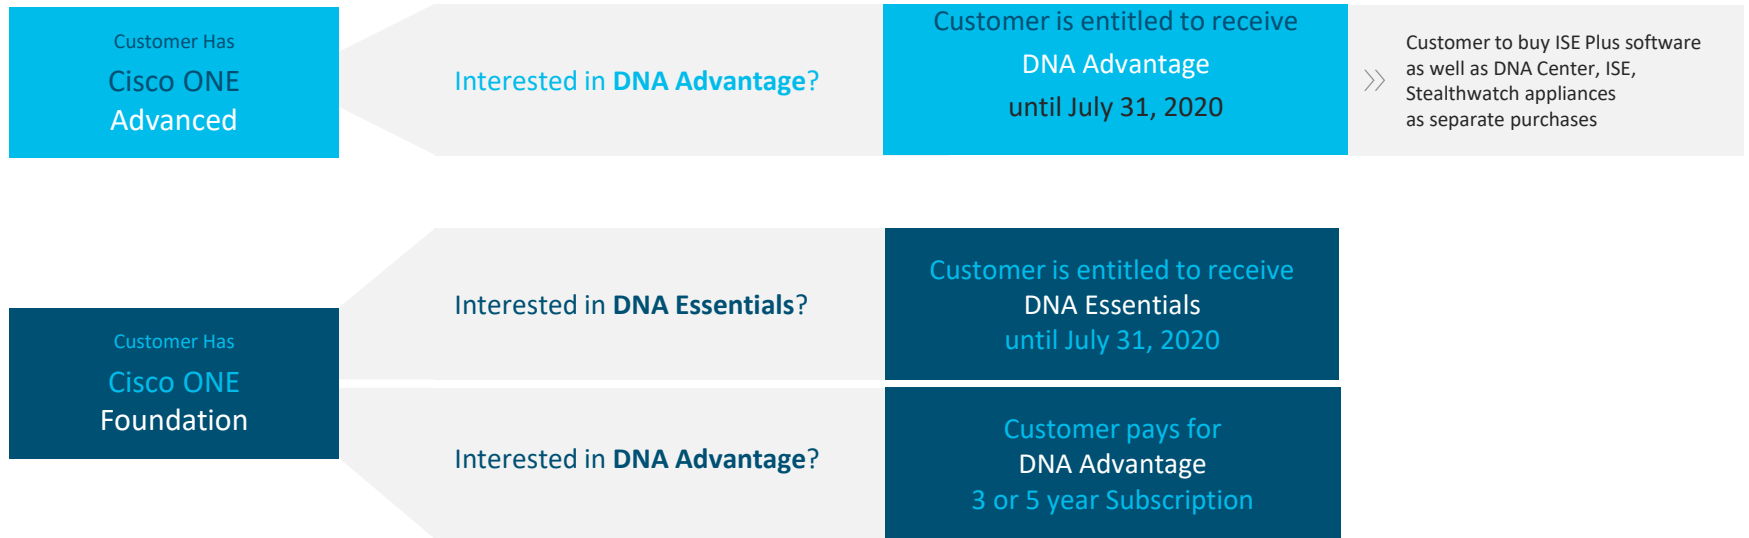 Customer Has
Cisco ONE
Advanced
Interested in DNA Advantage?
Customer is entitled to receive
DNA Advantage
until July 31, 2020
Customer to buy ISE Plus software
as well as DNA Center, ISE,
Stealthwatch appliances
as separate purchases
Customer Has
Cisco ONE
Foundation
Interested in DNA Essentials?
Customer is entitled to receive
DNA Essentials
until July 31, 2020
Interested in DNA Advantage?
Customer pays for
DNA Advantage
3 or 5 year Subscription